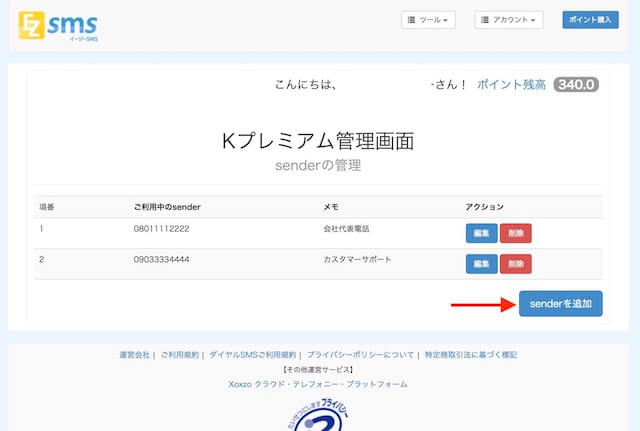 EZsms
イージーSMS
ツール
アカウント
ポイント購入
こんにちは、 -さん！ ポイント残高 340.0
Kプレミアム管理画面
senderの管理
項番 ご利用中のsender メモ アクション
1 08011112222 会社代表電話 編集 削除
2 09033334444 カスタマーサポート 編集 削除
senderを追加
運営会社 | ご利用規約 | ダイヤルSMSご利用規約 | プライバシーポリシーについて | 特定商取引法に基づく標記
【その他運営サービス】
Xoxzo クラウド・テレフォニー・プラットフォーム
たいせつにします プライバシー